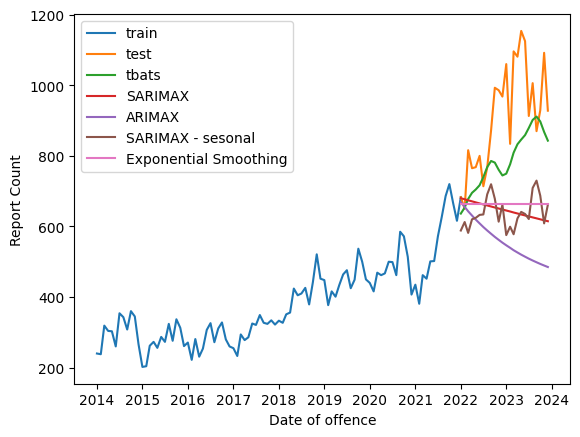 1200
1000
800
600
400
200
Report Count
train
test
tbats
SARIMAX
ARIMAX
SARIMAX - sesonal
Exponential Smoothing
2014 2015 2016 2017 2018 2019 2020 2021 2022 2023 2024
Date of offence